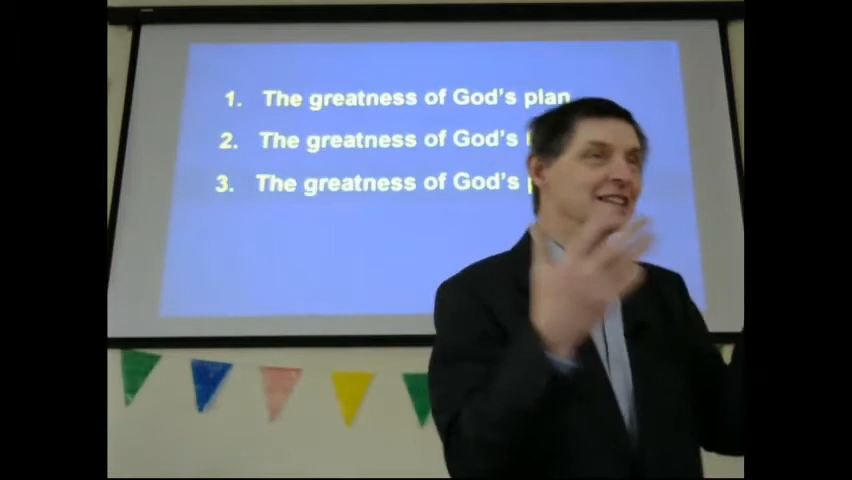 1. The greatness of God's plan
2. The greatness of God's
3. The greatness of God's